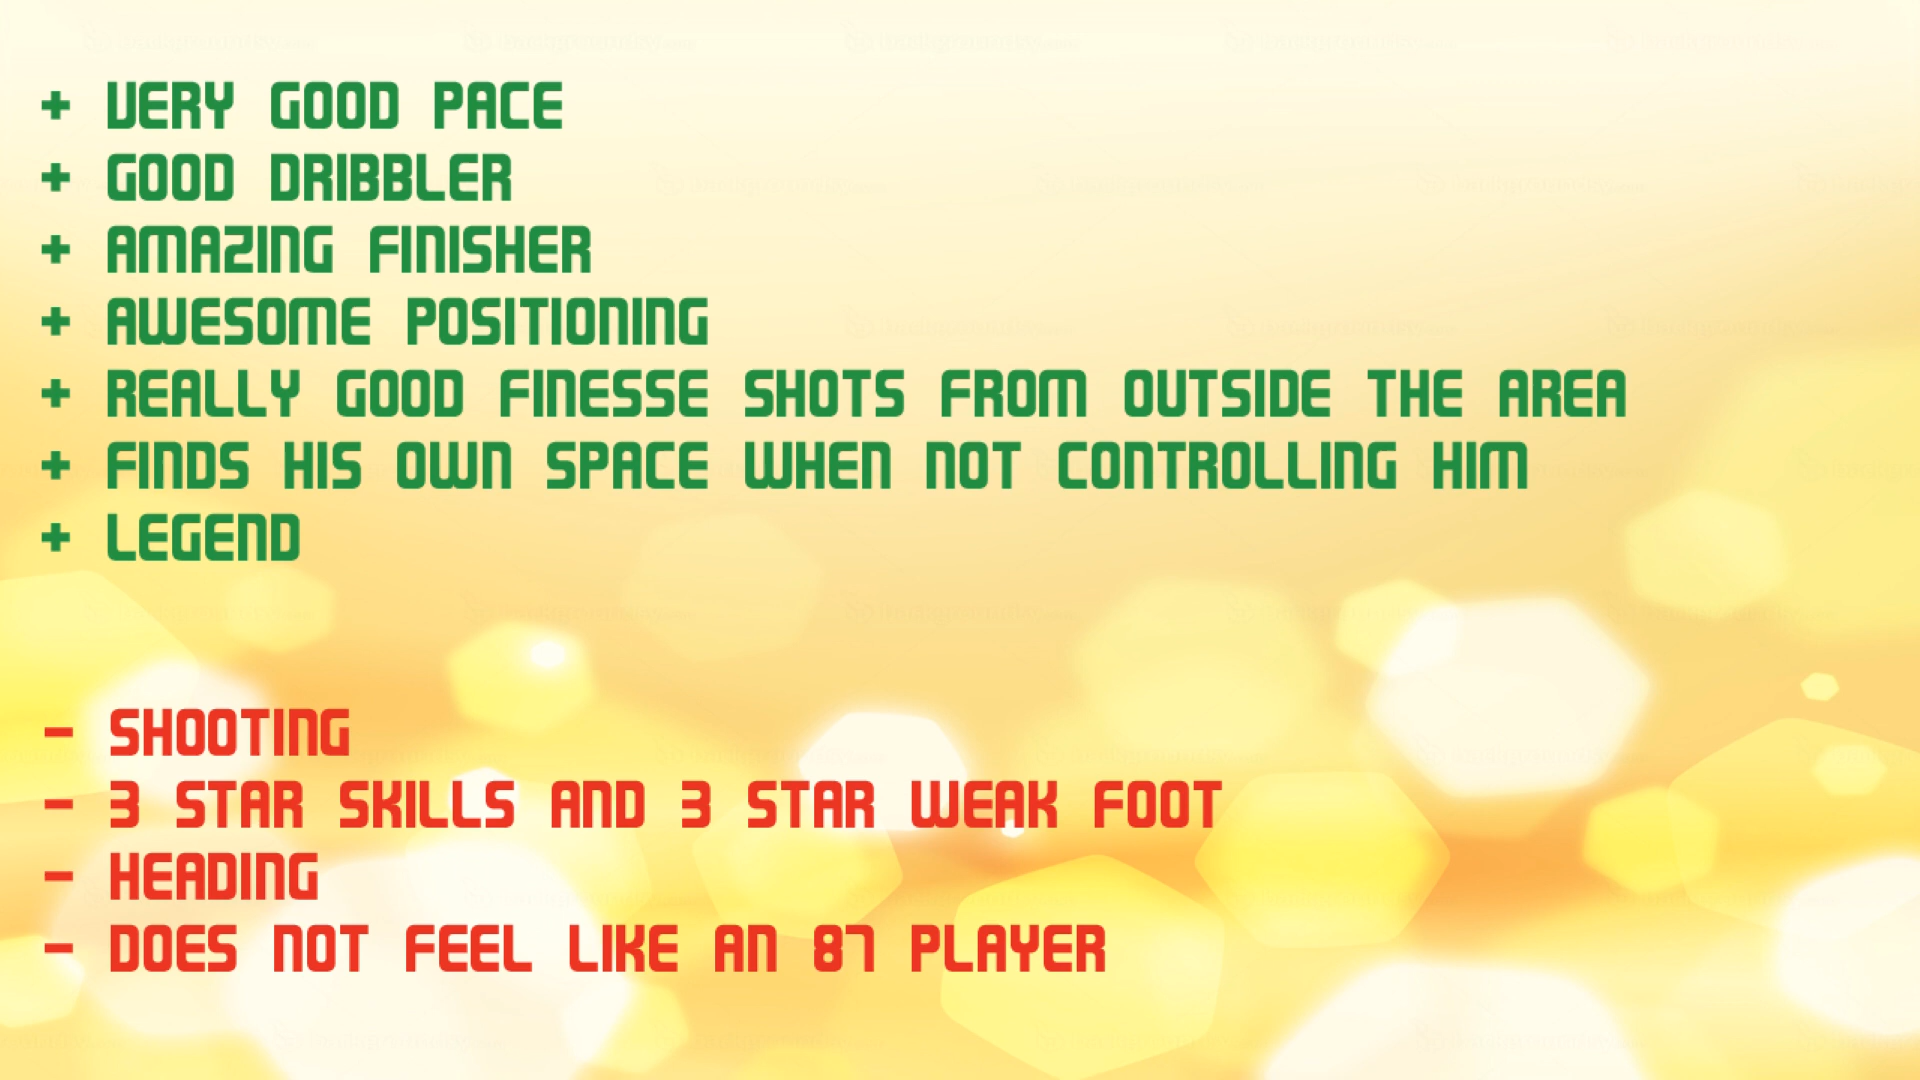 + VERY GOOD PACE
+ GOOD DRIBBLER
+ AMAZING FINISHER
+ AWESOME POSITIONING
+ REALLY GOOD FINESSE SHOTS FROM OUTSIDE THE AREA
+ FINDS HIS OWN SPACE WHEN NOT CONTROLLING HIM
+ LEGEND
- SHOOTING
- 3 STAR SKILLS AND 3 STAR WEAK FOOT
- HEADING
- DOES NOT FEEL LIKE AN 87 PLAYER